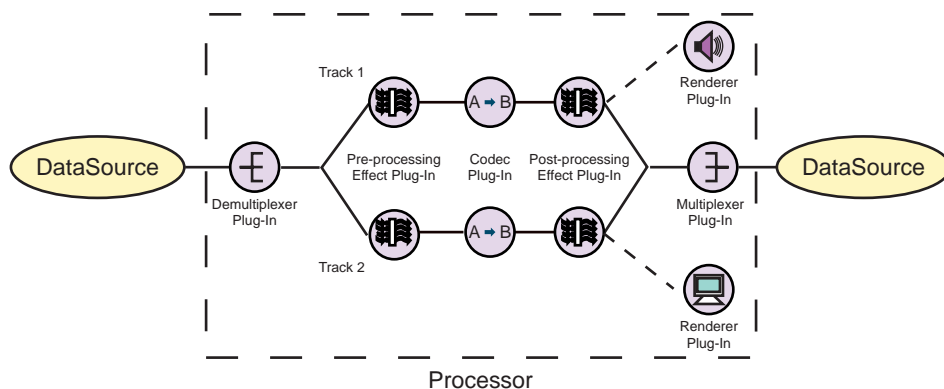 Track 1
Renderer
Plug-In
A B
DataSource
Demultiplexer
Plug-In
Pre-processing
Effect Plug-In
Codec
Plug-In
Post-processing
Effect Plug-In
Multiplexer
Plug-In
DataSource
A B
Track 2
Renderer
Plug-In
Processor